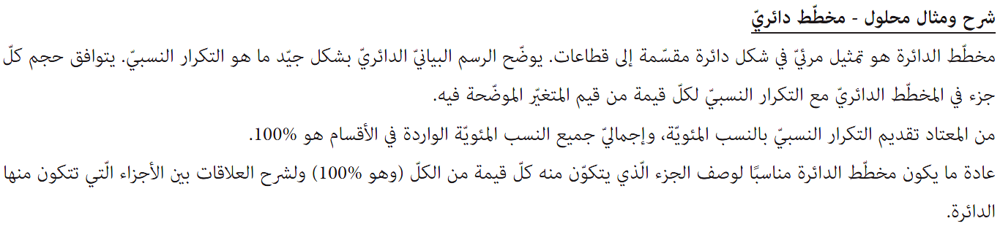 شرح ومثال محلول - مخطّط دائريّ
مخطّط الدائرة هو تمثيل مرئيّ في شكل دائرة مقسّمة إلى قطاعات. يوضّح الرسم البيانيّ الدائريّ بشكل جيّد ما هو التكرار النسبيّ. يتوافق حجم كلّ
جزء في المخطّط الدائريّ مع التكرار النسبيّ لكلّ قيمة من قيم المتغيّر الموضّحة فيه.
من المعتاد تقديم التكرار النسبيّ بالنسب المئويّة، وإجماليّ جميع النسب المئويّة الواردة في الأقسام هو %100.
عادة ما يكون مخطّط الدائرة مناسبًا لوصف الجزء الّذي يتكوّن منه كلّ قيمة من الكلّ (وهو %100) ولشرح العلاقات بين الأجزاء الّتي تتكون منها
الدائرة.